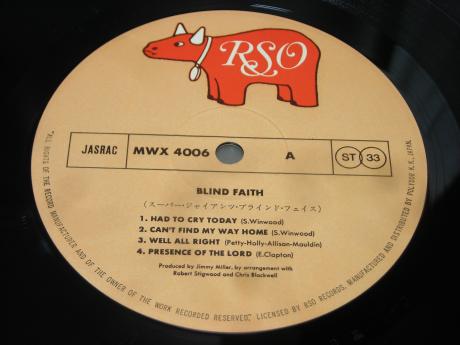 RSO
JASRAC MWX 4006 A ST 33
BLIND FAITH
(スーパー・ジャイアンツ・ブラインド・フェイス)
1. HAD TO CRY TODAY (S.Winwood)
2. CAN'T FIND MY WAY HOME (S.Winwood)
3. WELL ALL RIGHT (Petty-Holly-Allison-Mauldin)
4. PRESENCE OF THE LORD (E.Clapton)
Produced by Jimmy Miller, by arrangement with
Robert Stigwood and Chris Blackwell
"ALL RIGHTS OF THE RECORD MANUFACTURER AND OF THE OWNER OF THE WORK RECORDED RESERVED". LICENSED BY RSO RECORDS, MANUFACTURED AND DISTRIBUTED BY POLYDOR K.K., JAPAN.